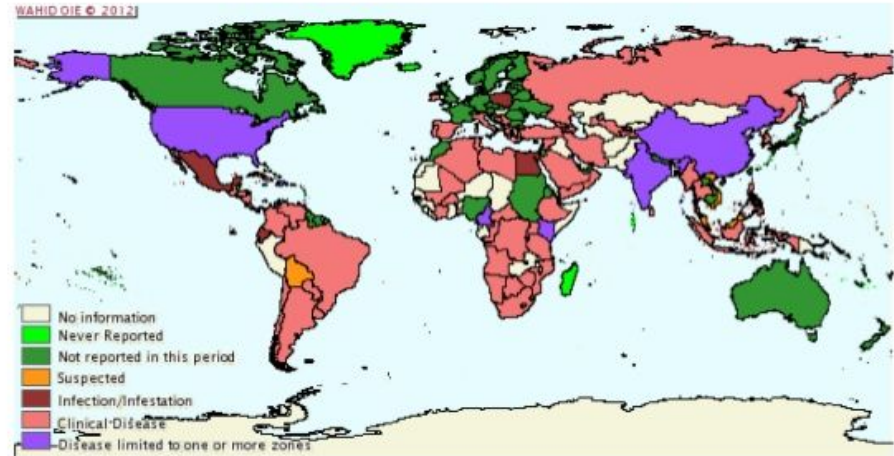 WAHID OIE © 2012
No information
Never Reported
Not reported in this period
Suspected
Infection/Infestation
Clinical Disease
Disease limited to one or more zones